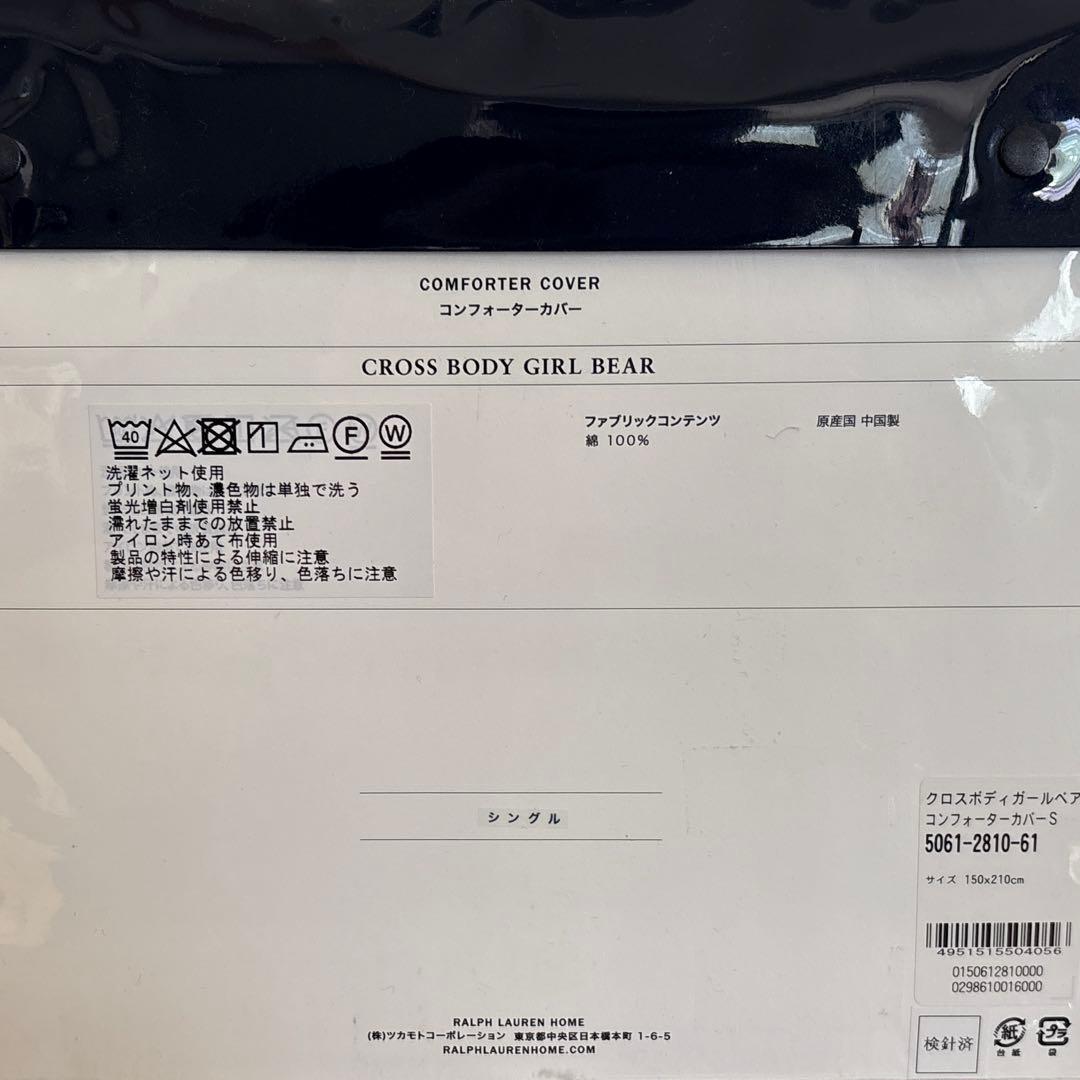 COMFORTER COVER
コンフォーターカバー
CROSS BODY GIRL BEAR
40
F
W
洗濯ネット使用
プリント物、濃色物は単独で洗う
蛍光増白剤使用禁止
濡れたままでの放置禁止
アイロン時あて布使用
製品の特性による伸縮に注意
摩擦や汗による色移り、色落ちに注意
ファブリックコンテンツ
綿 100%
原産国 中国製
シングル
クロスボディガールベア
コンフォーターカバーS
5061-2810-61
サイズ 150x210cm
4951515504056
0150612810000
0298610016000
検針済
紙
台紙
プラ
袋
RALPH LAUREN HOME
(株)ツカモトコーポレーション 東京都中央区日本橋本町 1-6-5
RALPHLAURENHOME.COM